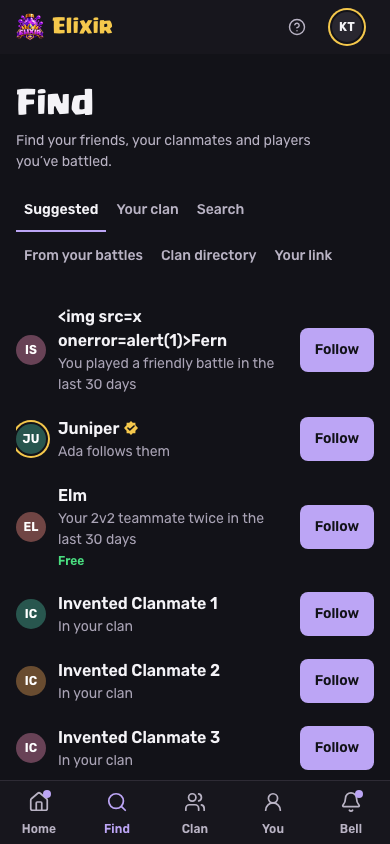 Elixir
KT
Find
Find your friends, your clanmates and players
you've battled.
Suggested
Your clan
Search
From your battles
Clan directory
Your link
IS
<img src=x
onerror=alert(1)>Fern
You played a friendly battle in the
last 30 days
Follow
JU
Juniper
Ada follows them
Follow
EL
Elm
Your 2v2 teammate twice in the
last 30 days
Free
Follow
IC
Invented Clanmate 1
In your clan
Follow
IC
Invented Clanmate 2
In your clan
Follow
IC
Invented Clanmate 3
In your clan
Follow
Home
Find
Clan
You
Bell